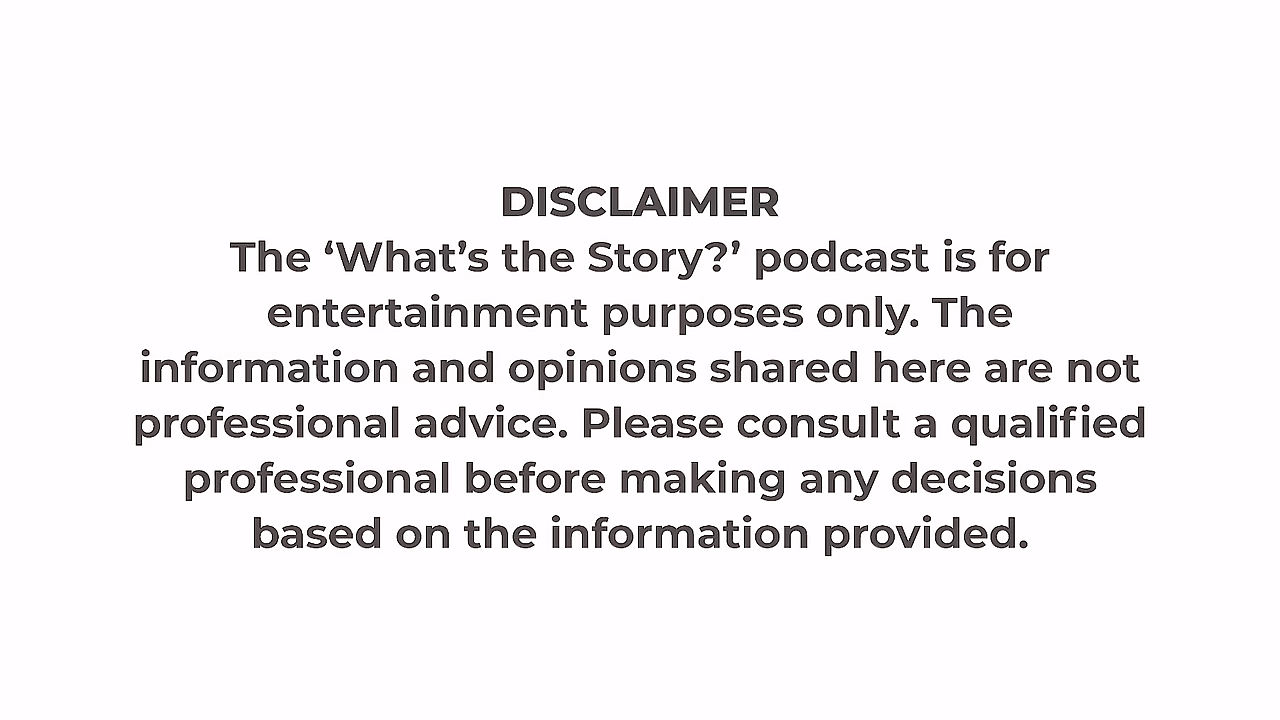 DISCLAIMER
The ‘What’s the Story?’ podcast is for
entertainment purposes only. The
information and opinions shared here are not
professional advice. Please consult a qualified
professional before making any decisions
based on the information provided.